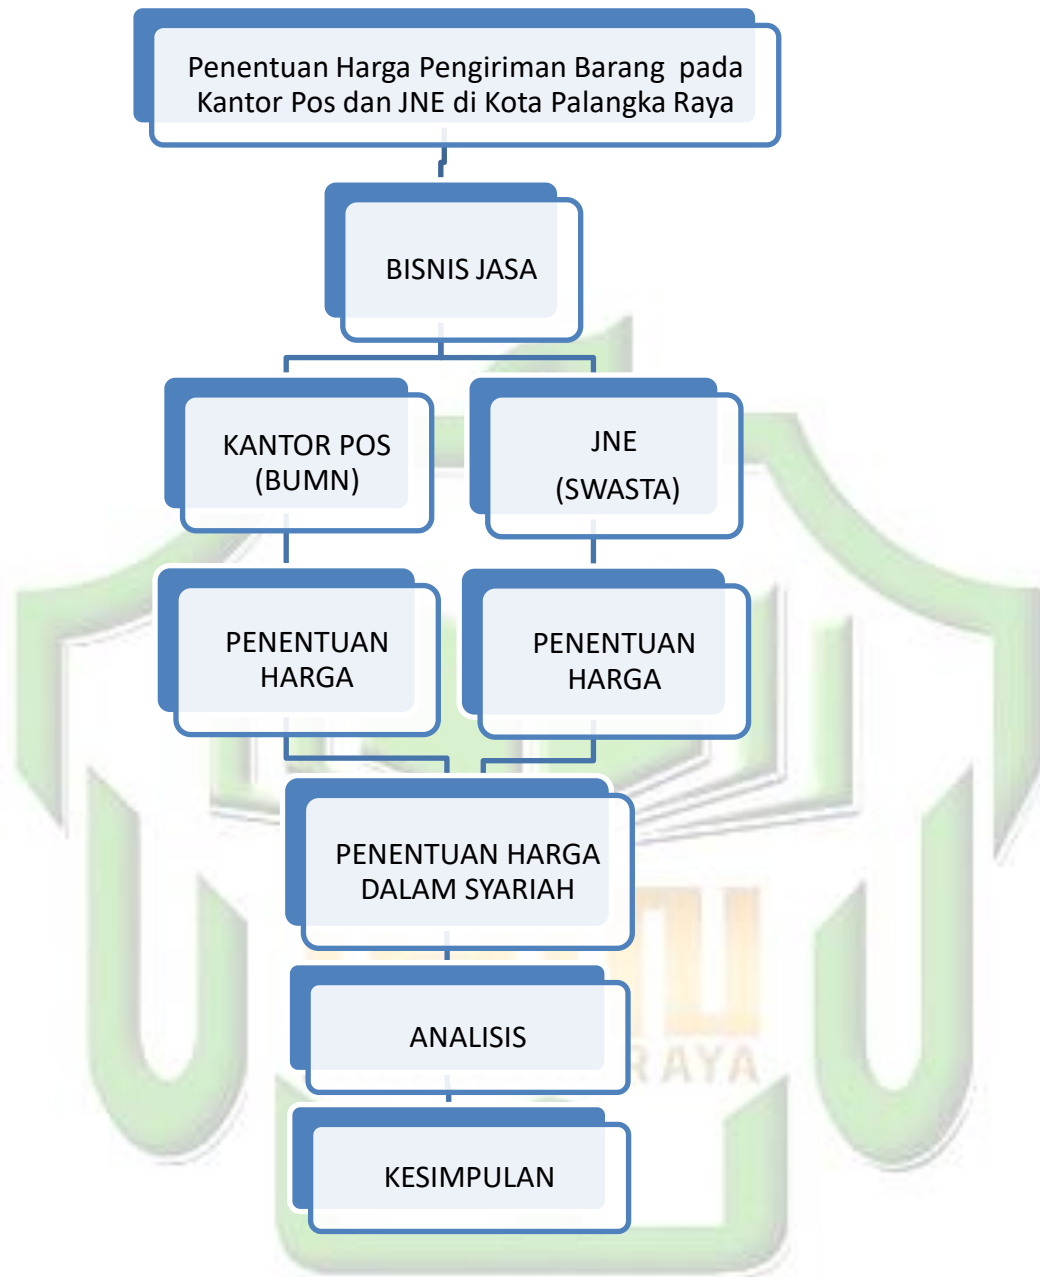 Penentuan Harga Pengiriman Barang pada
Kantor Pos dan JNE di Kota Palangka Raya
BISNIS JASA
KANTOR POS
(BUMN)
JNE
(SWASTA)
PENENTUAN
HARGA
PENENTUAN
HARGA
PENENTUAN HARGA
DALAM SYARIAH
ANALISIS
RAYA
KESIMPULAN